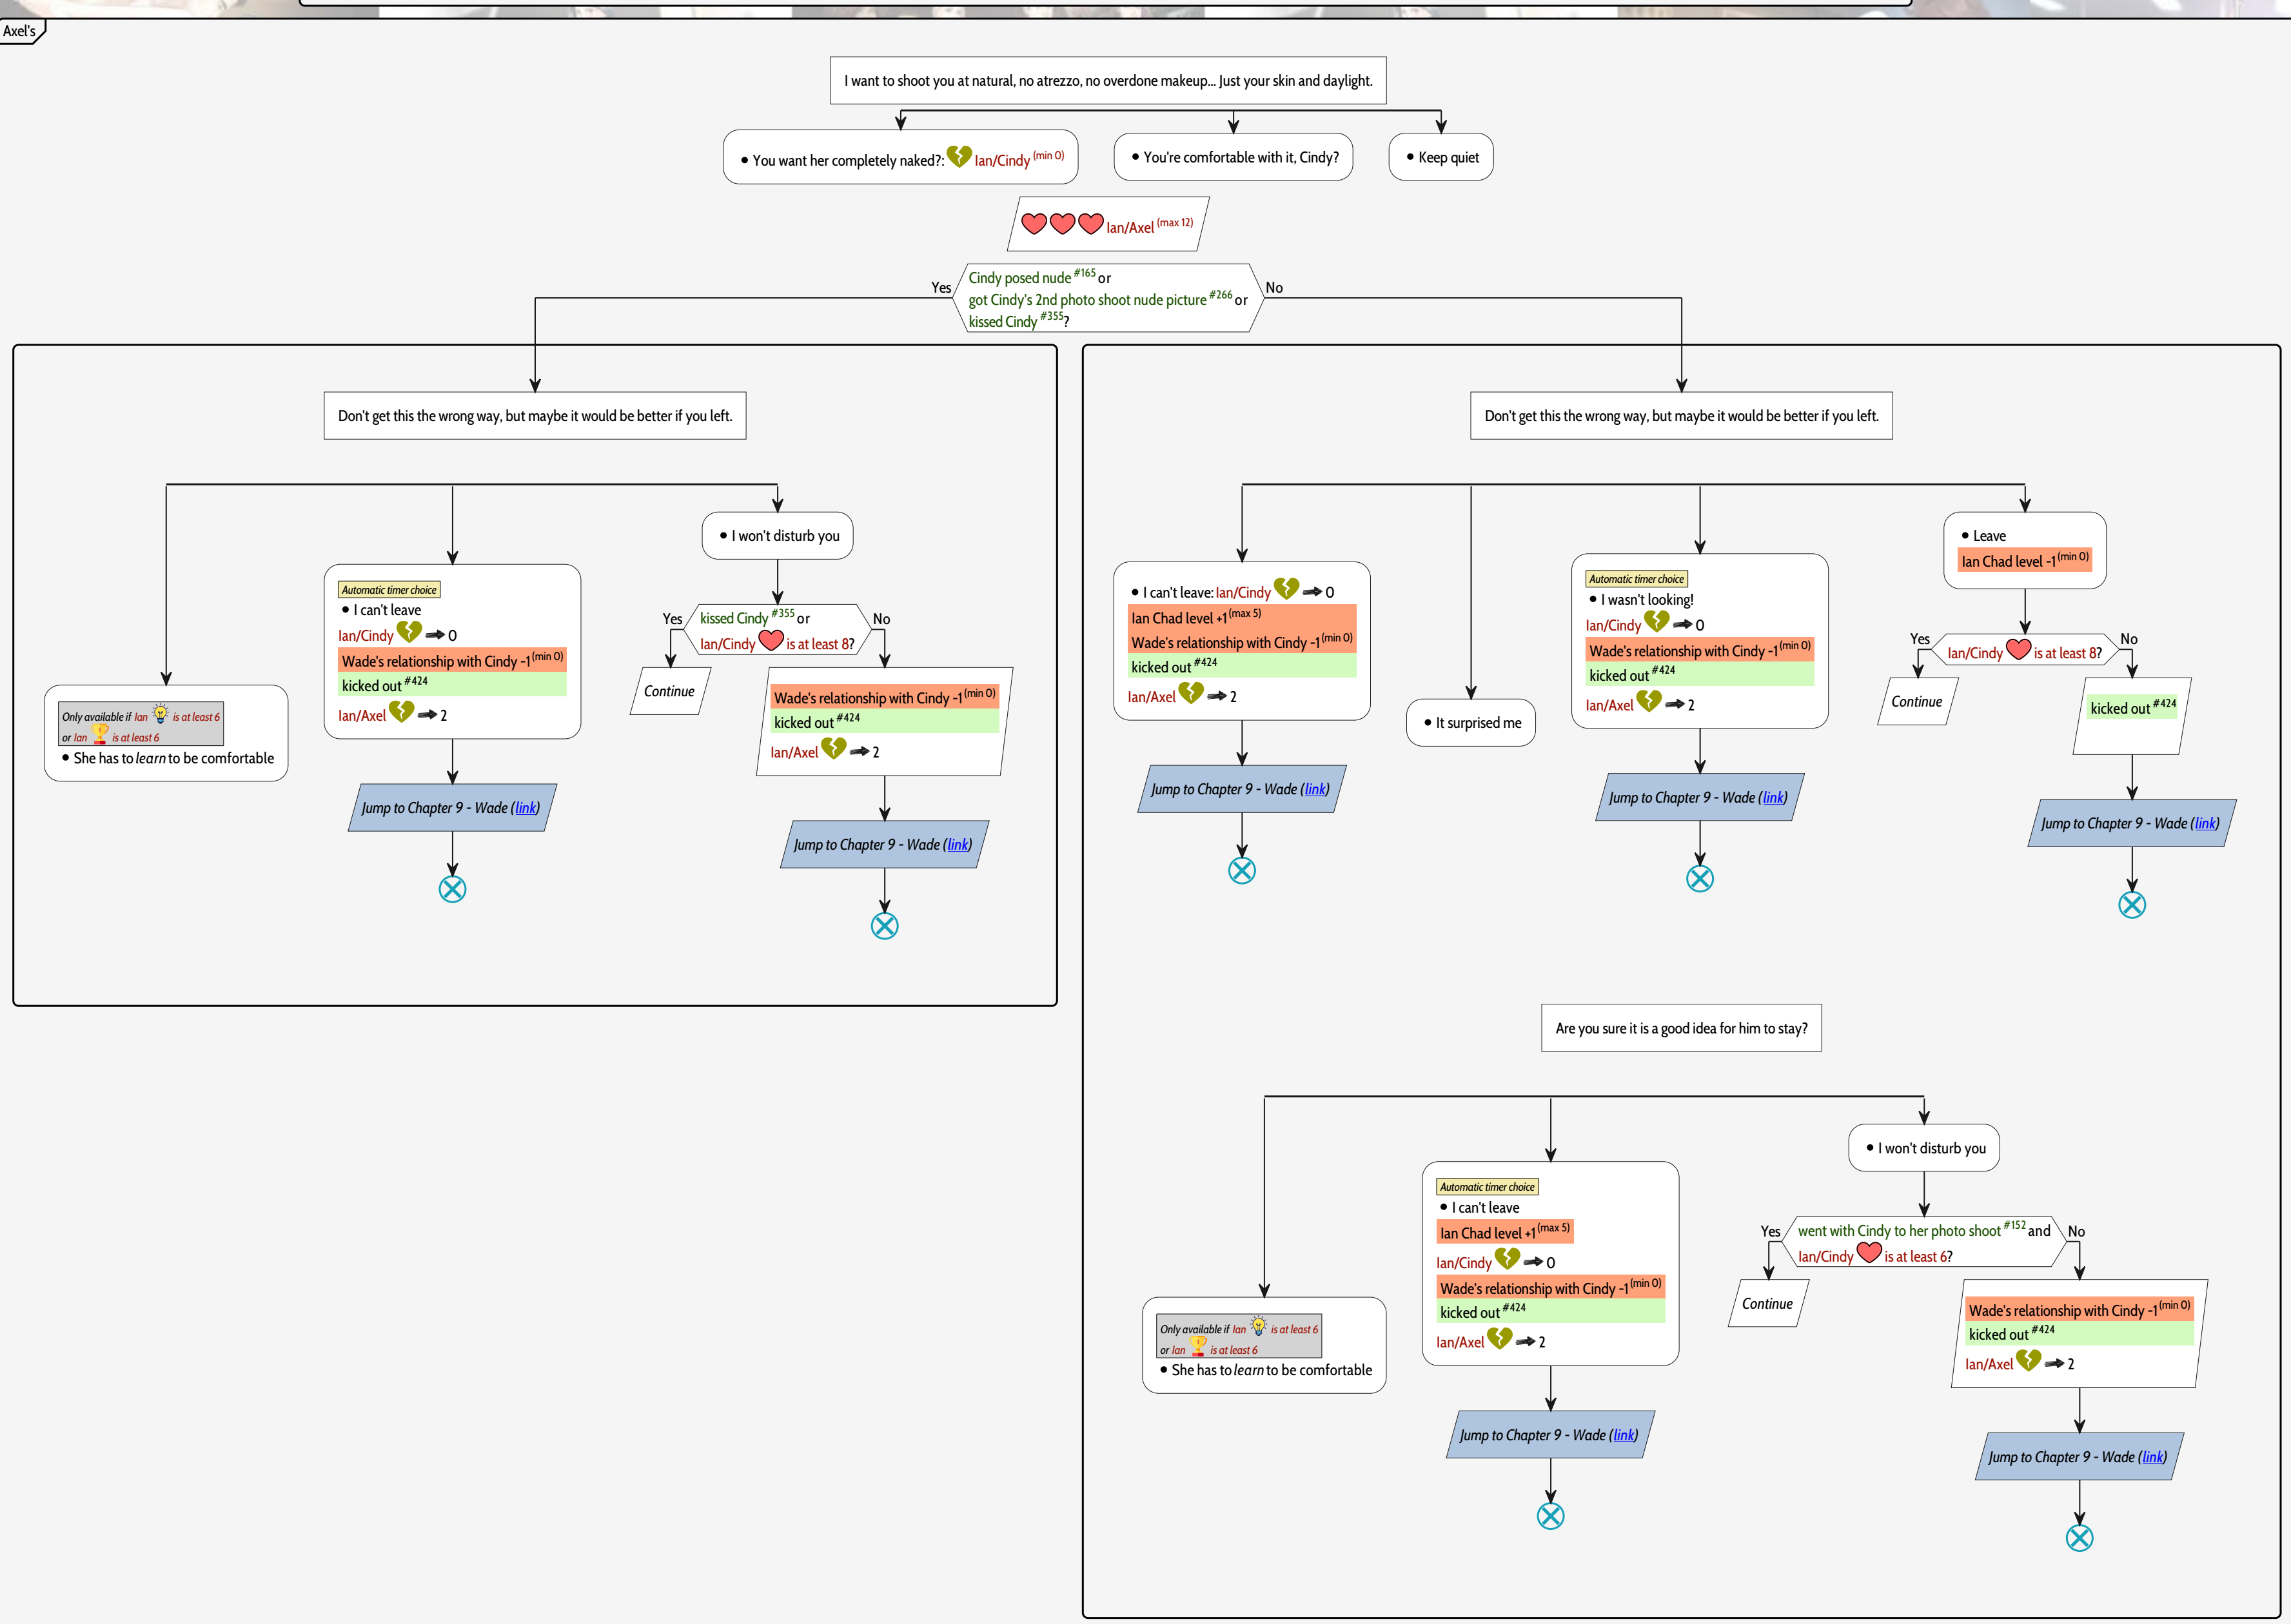 Axel's
I want to shoot you at natural, no atrezzo, no overdone makeup... Just your skin and daylight.
• You want her completely naked?: Ian/Cindy (min 0)
• You're comfortable with it, Cindy?
• Keep quiet
Ian/Axel (max 12)
Yes
Cindy posed nude #165 or
got Cindy's 2nd photo shoot nude picture #266 or
kissed Cindy #355?
No
Don't get this the wrong way, but maybe it would be better if you left.
Only available if Ian is at least 6
or Ian is at least 6
• She has to learn to be comfortable
Automatic timer choice
• I can't leave
Ian/Cindy 0
Wade's relationship with Cindy -1 (min 0)
kicked out #424
Ian/Axel 2
Jump to Chapter 9 - Wade (link)
• I won't disturb you
Yes
kissed Cindy #355 or
Ian/Cindy is at least 8?
No
Continue
Wade's relationship with Cindy -1 (min 0)
kicked out #424
Ian/Axel 2
Jump to Chapter 9 - Wade (link)
Don't get this the wrong way, but maybe it would be better if you left.
• I can't leave: Ian/Cindy 0
Ian Chad level +1 (max 5)
Wade's relationship with Cindy -1 (min 0)
kicked out #424
Ian/Axel 2
Jump to Chapter 9 - Wade (link)
• It surprised me
Automatic timer choice
• I wasn't looking!
Ian/Cindy 0
Wade's relationship with Cindy -1 (min 0)
kicked out #424
Ian/Axel 2
Jump to Chapter 9 - Wade (link)
• Leave
Ian Chad level -1 (min 0)
Yes
Ian/Cindy is at least 8?
No
Continue
kicked out #424
Jump to Chapter 9 - Wade (link)
Are you sure it is a good idea for him to stay?
Only available if Ian is at least 6
or Ian is at least 6
• She has to learn to be comfortable
Automatic timer choice
• I can't leave
Ian Chad level +1 (max 5)
Ian/Cindy 0
Wade's relationship with Cindy -1 (min 0)
kicked out #424
Ian/Axel 2
Jump to Chapter 9 - Wade (link)
• I won't disturb you
Yes
went with Cindy to her photo shoot #152 and
Ian/Cindy is at least 6?
No
Continue
Wade's relationship with Cindy -1 (min 0)
kicked out #424
Ian/Axel 2
Jump to Chapter 9 - Wade (link)